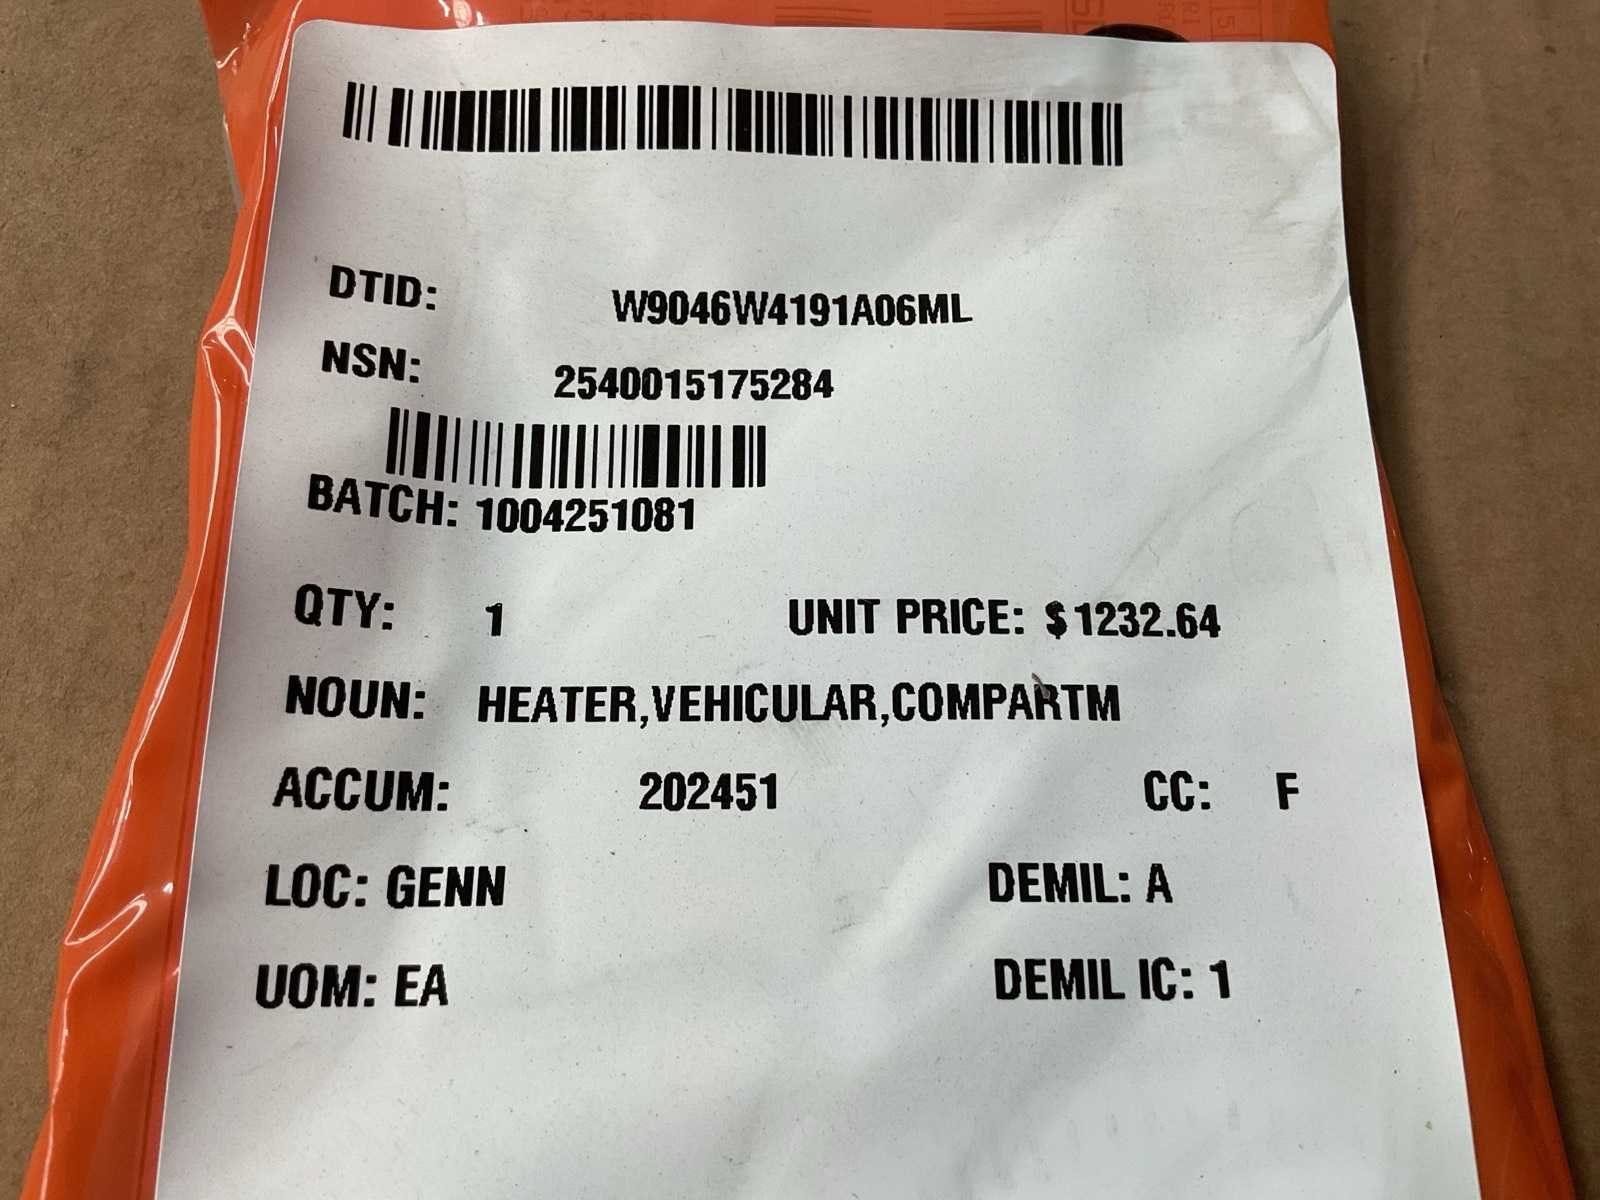 DTID: W9046W4191A06ML
NSN: 2540015175284
BATCH: 1004251081
QTY: 1 UNIT PRICE: $1232.64
NOUN: HEATER,VEHICULAR,COMPARTM
ACCUM: 202451 CC: F
LOC: GENN DEMIL: A
UOM: EA DEMIL IC: 1